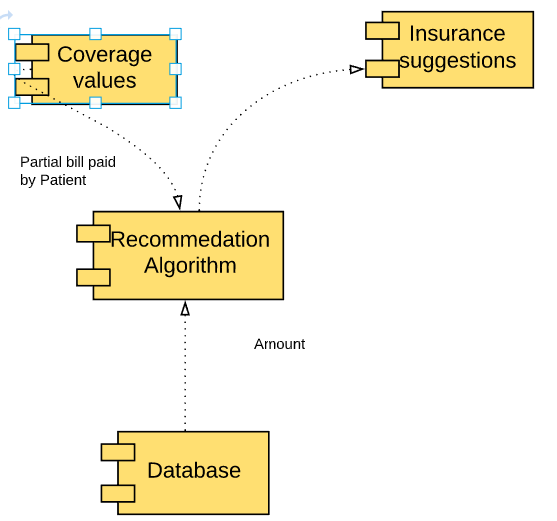 Coverage
values
Insurance
suggestions
Partial bill paid
by Patient
Recommedation
Algorithm
Amount
Database